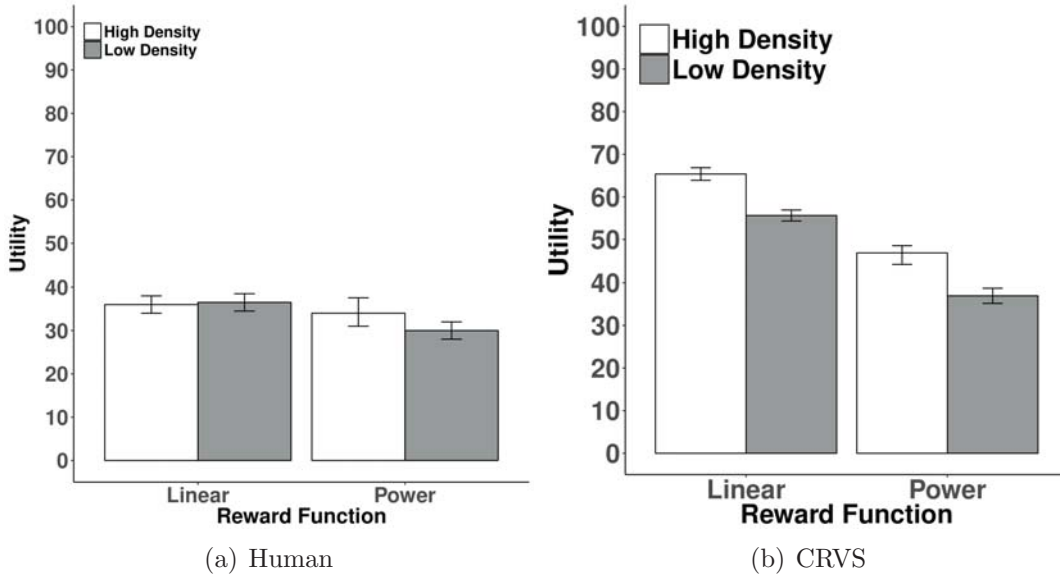 100
90
80
70
60
50
40
30
20
10
0
Utility
High Density
Low Density
Linear
Power
Reward Function
(a) Human
100
90
80
70
60
50
40
30
20
10
0
Utility
High Density
Low Density
Linear
Power
Reward Function
(b) CRVS